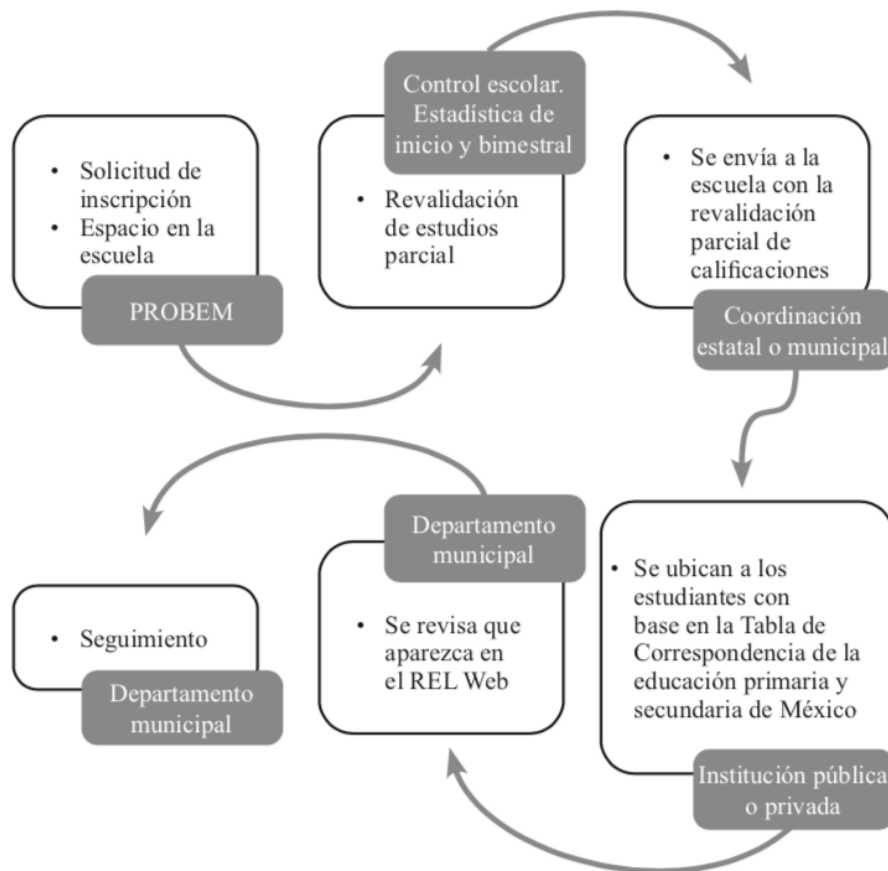 • Solicitud de
inscripción
• Espacio en la
escuela
PROBEM
Control escolar.
Estadística de
inicio y bimestral
• Revalidación
de estudios
parcial
• Se envía a la
escuela con la
revalidación
parcial de
calificaciones
Coordinación
estatal o municipal
• Se ubican a los
estudiantes con
base en la Tabla de
Correspondencia de la
educación primaria y
secundaria de México
Institución pública
o privada
Departamento
municipal
• Se revisa que
aparezca en
el REL Web
• Seguimiento
Departamento
municipal